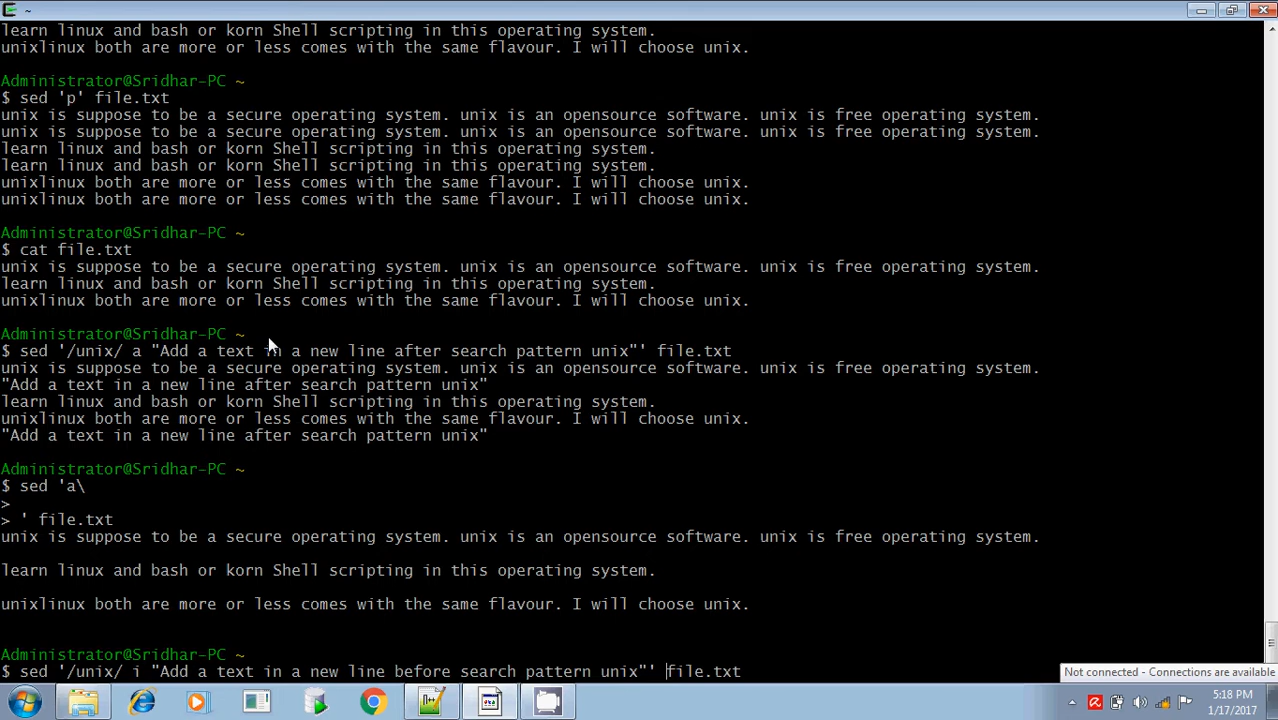 ~
learn linux and bash or korn Shell scripting in this operating system.
unixlinux both are more or less comes with the same flavour. I will choose unix.
Administrator@Sridhar-PC ~
$ sed 'p' file.txt
unix is suppose to be a secure operating system. unix is an opensource software. unix is free operating system.
unix is suppose to be a secure operating system. unix is an opensource software. unix is free operating system.
learn linux and bash or korn Shell scripting in this operating system.
learn linux and bash or korn Shell scripting in this operating system.
unixlinux both are more or less comes with the same flavour. I will choose unix.
unixlinux both are more or less comes with the same flavour. I will choose unix.
Administrator@Sridhar-PC ~
$ cat file.txt
unix is suppose to be a secure operating system. unix is an opensource software. unix is free operating system.
learn linux and bash or korn Shell scripting in this operating system.
unixlinux both are more or less comes with the same flavour. I will choose unix.
Administrator@Sridhar-PC ~
$ sed '/unix/ a "Add a text in a new line after search pattern unix"' file.txt
unix is suppose to be a secure operating system. unix is an opensource software. unix is free operating system.
"Add a text in a new line after search pattern unix"
learn linux and bash or korn Shell scripting in this operating system.
unixlinux both are more or less comes with the same flavour. I will choose unix.
"Add a text in a new line after search pattern unix"
Administrator@Sridhar-PC ~
$ sed 'a\
>
> ' file.txt
unix is suppose to be a secure operating system. unix is an opensource software. unix is free operating system.
learn linux and bash or korn Shell scripting in this operating system.
unixlinux both are more or less comes with the same flavour. I will choose unix.
Administrator@Sridhar-PC ~
$ sed '/unix/ i "Add a text in a new line before search pattern unix"' file.txt
Not connected - Connections are available
5:18 PM
1/17/2017